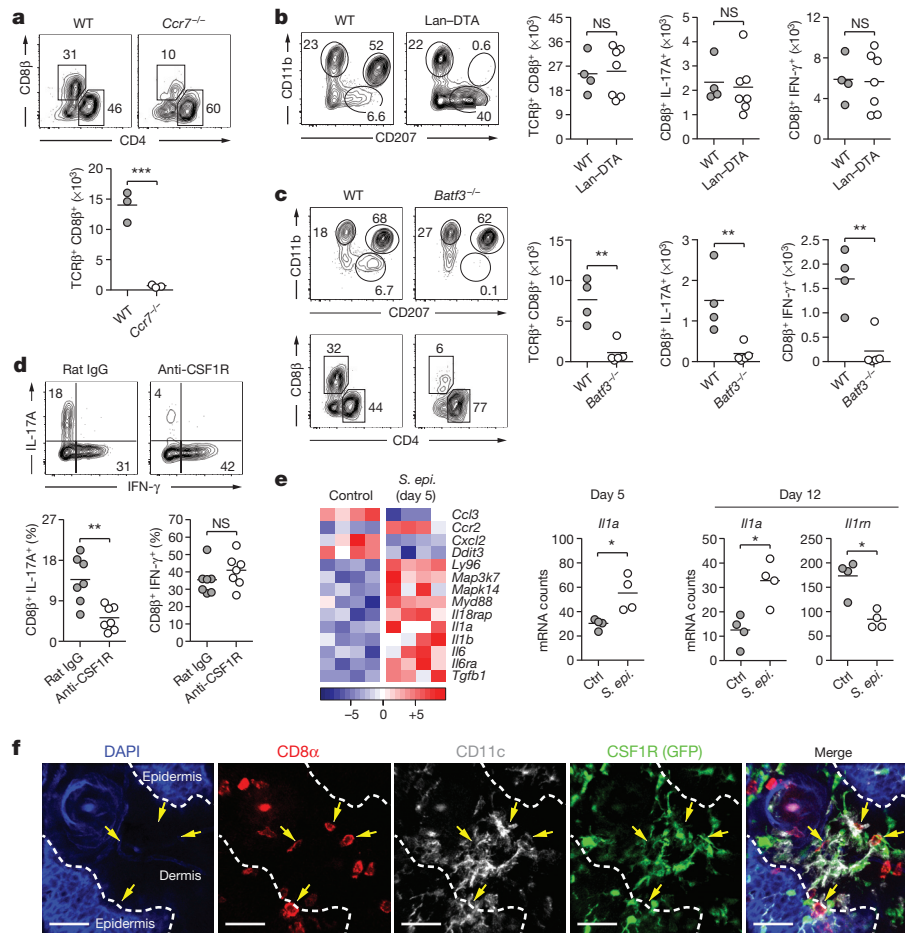 a
WT
Ccr7–/–
CD8β
31
10
46
60
CD4
TCRβ+ CD8β+ (×10³)
20
15
10
5
0
***
WT
Ccr7–/–
b
WT
Lan–DTA
CD11b
23
52
6.6
22
0.6
40
CD207
TCRβ+ CD8β+ (×10³)
45
36
27
18
9
0
NS
WT
Lan–DTA
CD8β+ IL-17A+ (×10³)
5
4
3
2
1
0
NS
WT
Lan–DTA
CD8β+ IFN-γ+ (×10³)
12
9
6
3
0
NS
WT
Lan–DTA
c
WT
Batf3–/–
CD11b
18
68
6.7
27
62
0.1
CD207
CD8β
32
44
6
77
CD4
TCRβ+ CD8β+ (×10³)
15
12
9
6
3
0
**
WT
Batf3–/–
CD8β+ IL-17A+ (×10³)
3
2
1
0
**
WT
Batf3–/–
CD8β+ IFN-γ+ (×10³)
2.5
2.0
1.5
1.0
0.5
0
**
WT
Batf3–/–
d
Rat IgG
Anti-CSF1R
IL-17A
18
31
4
42
IFN-γ
CD8β+ IL-17A+ (%)
27
18
9
0
**
Rat IgG
Anti-CSF1R
CD8β+ IFN-γ+ (%)
70
60
50
40
30
20
10
0
NS
Rat IgG
Anti-CSF1R
e
Control
S. epi.
(day 5)
Ccl3
Ccr2
Cxcl2
Ddit3
Ly96
Map3k7
Mapk14
Myd88
Il18rap
Il1a
Il1b
Il6
Il6ra
Tgfb1
–5
0
+5
Day 5
Il1a
mRNA counts
100
80
60
40
20
0
*
Ctrl
S. epi.
Day 12
Il1a
mRNA counts
50
40
30
20
10
0
*
Ctrl
S. epi.
Il1rn
250
200
150
100
50
0
*
Ctrl
S. epi.
f
DAPI
CD8α
CD11c
CSF1R (GFP)
Merge
Epidermis
Dermis
Epidermis